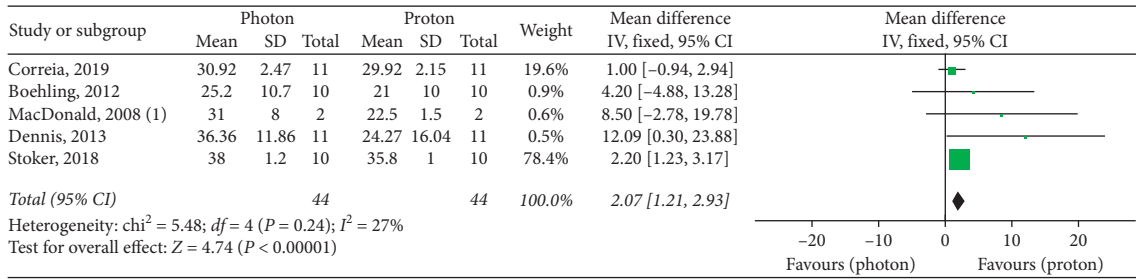 Study or subgroup Photon Proton Weight Mean difference Mean difference
Mean SD Total Mean SD Total IV, fixed, 95% CI IV, fixed, 95% CI
Correia, 2019 30.92 2.47 11 29.92 2.15 11 19.6% 1.00 [–0.94, 2.94]
Boehling, 2012 25.2 10.7 10 21 10 10 0.9% 4.20 [–4.88, 13.28]
MacDonald, 2008 (1) 31 8 2 22.5 1.5 2 0.6% 8.50 [–2.78, 19.78]
Dennis, 2013 36.36 11.86 11 24.27 16.04 11 0.5% 12.09 [0.30, 23.88]
Stoker, 2018 38 1.2 10 35.8 1 10 78.4% 2.20 [1.23, 3.17]
Total (95% CI) 44 44 100.0% 2.07 [1.21, 2.93]
Heterogeneity: chi² = 5.48; df = 4 (P = 0.24); I² = 27%
Test for overall effect: Z = 4.74 (P < 0.00001)
–20 –10 0 10 20
Favours (photon) Favours (proton)